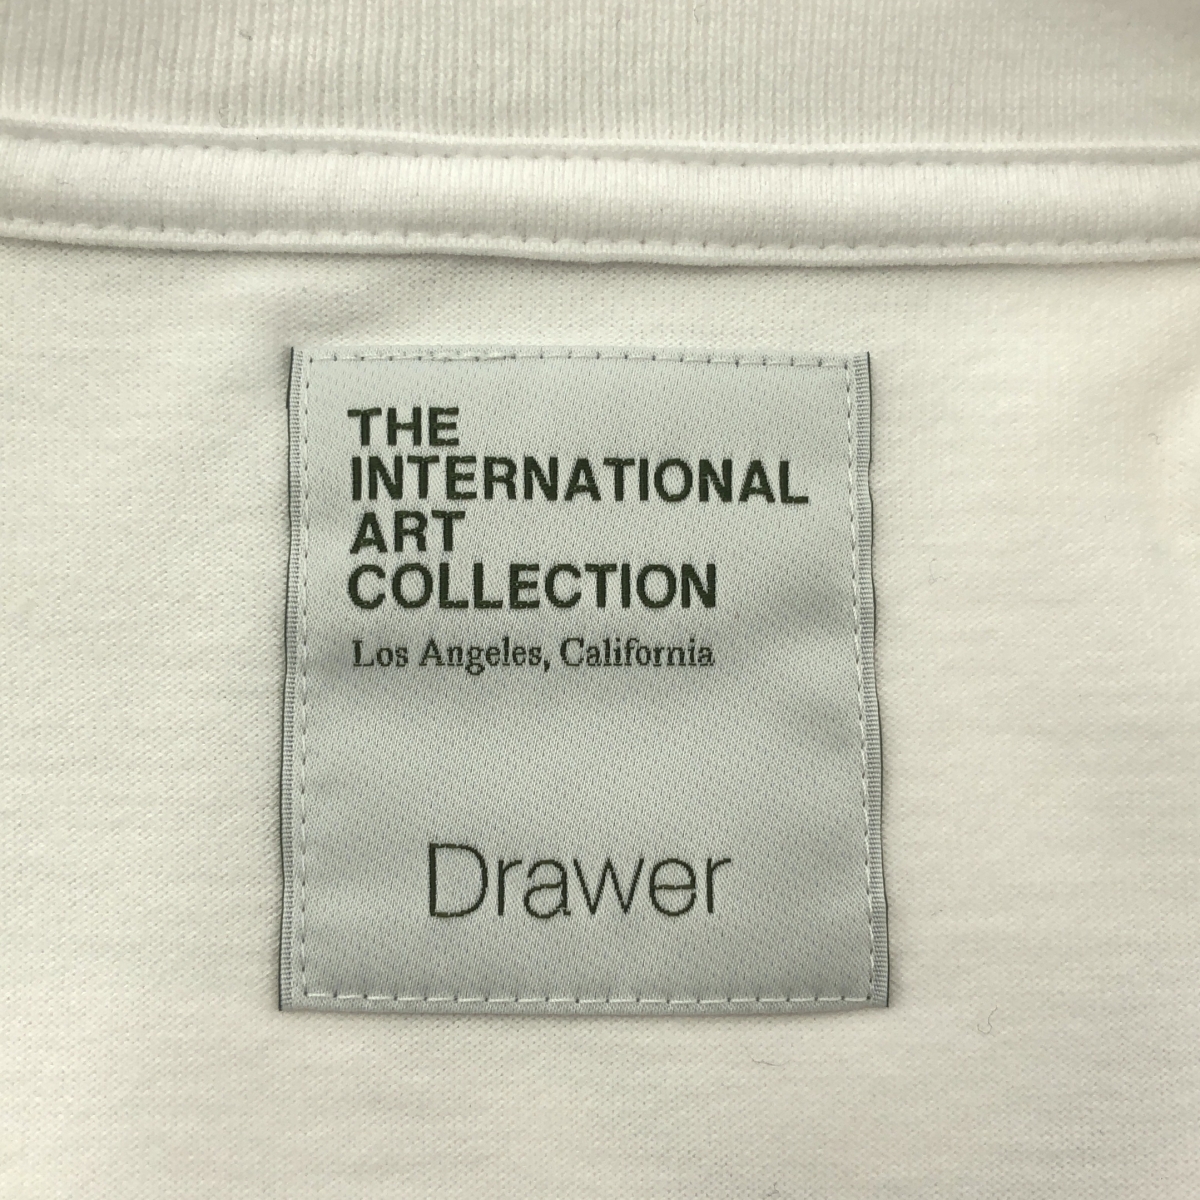 THE
INTERNATIONAL
ART
COLLECTION
Los Angeles, California
Drawer